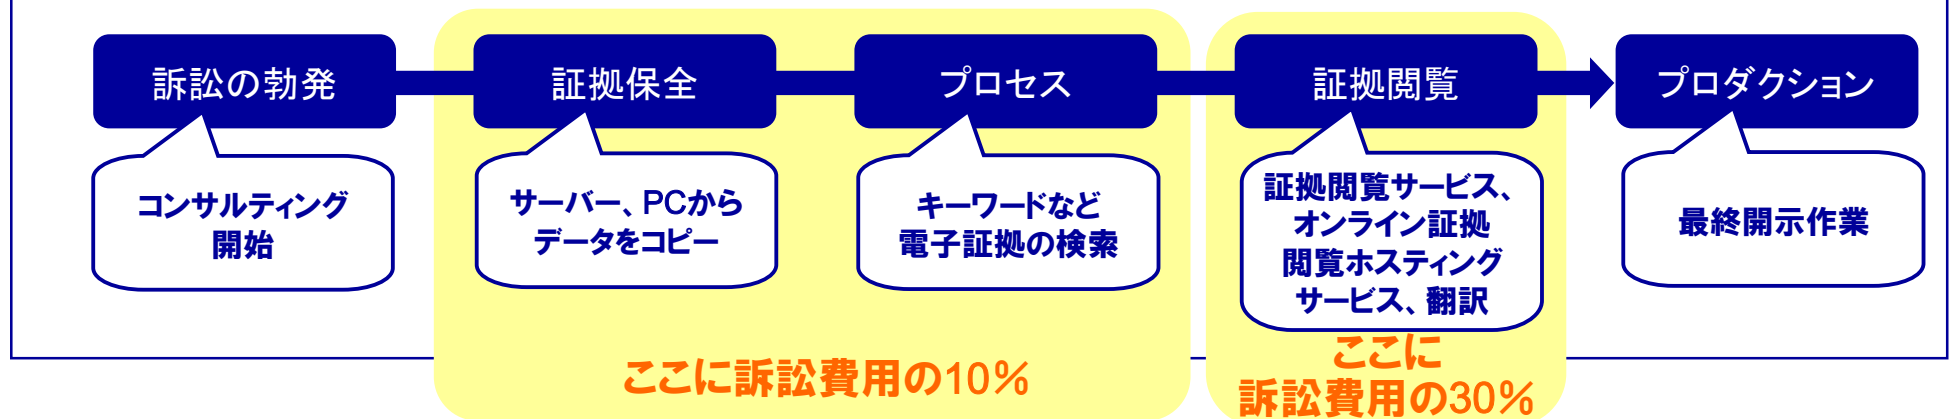 訴訟の勃発
証拠保全
プロセス
証拠閲覧
プロダクション
コンサルティング
開始
サーバー、PCから
データをコピー
キーワードなど
電子証拠の検索
証拠閲覧サービス、
オンライン証拠
閲覧ホスティング
サービス、翻訳
最終開示作業
ここに訴訟費用の10%
ここに
訴訟費用の30%